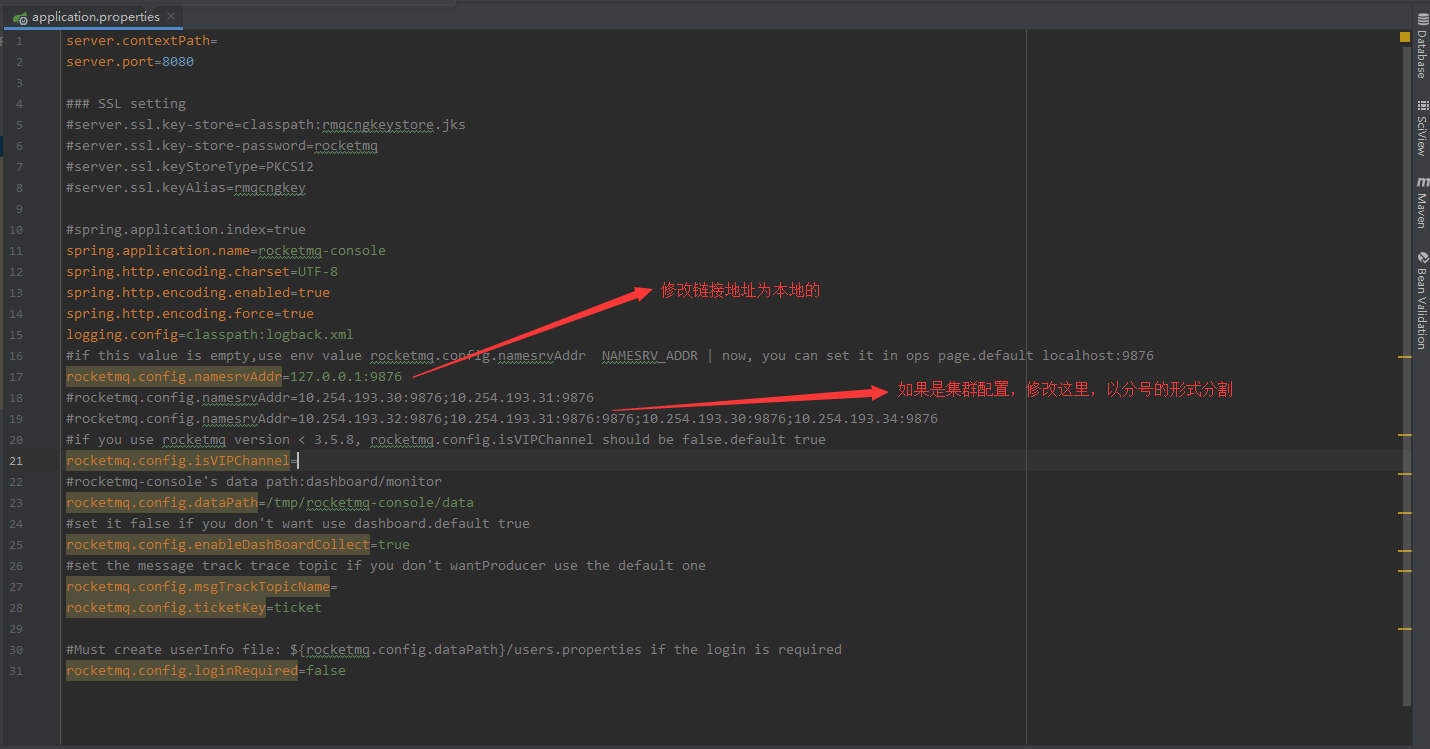 application.properties
1 server.contextPath=
2 server.port=8080
3
4 ### SSL setting
5 #server.ssl.key-store=classpath:rmqcngkeystore.jks
6 #server.ssl.key-store-password=rocketmq
7 #server.ssl.keyStoreType=PKCS12
8 #server.ssl.keyAlias=rmqcngkey
9
10 #spring.application.index=true
11 spring.application.name=rocketmq-console
12 spring.http.encoding.charset=UTF-8
13 spring.http.encoding.enabled=true
修改链接地址为本地的
14 spring.http.encoding.force=true
15 logging.config=classpath:logback.xml
16 #if this value is empty,use env value rocketmq.config.namesrvAddr  NAMESRV_ADDR | now, you can set it in ops page.default localhost:9876
17 rocketmq.config.namesrvAddr=127.0.0.1:9876
如果是集群配置，修改这里，以分号的形式分割
18 #rocketmq.config.namesrvAddr=10.254.193.30:9876;10.254.193.31:9876
19 #rocketmq.config.namesrvAddr=10.254.193.32:9876;10.254.193.31:9876:9876;10.254.193.30:9876;10.254.193.34:9876
20 #if you use rocketmq version < 3.5.8, rocketmq.config.isVIPChannel should be false.default true
21 rocketmq.config.isVIPChannel=
22 #rocketmq-console's data path:dashboard/monitor
23 rocketmq.config.dataPath=/tmp/rocketmq-console/data
24 #set it false if you don't want use dashboard.default true
25 rocketmq.config.enableDashBoardCollect=true
26 #set the message track trace topic if you don't wantProducer use the default one
27 rocketmq.config.msgTrackTopicName=
28 rocketmq.config.ticketKey=ticket
29
30 #Must create userInfo file: ${rocketmq.config.dataPath}/users.properties if the login is required
31 rocketmq.config.loginRequired=false
Database
SciView
Maven
Bean Validation